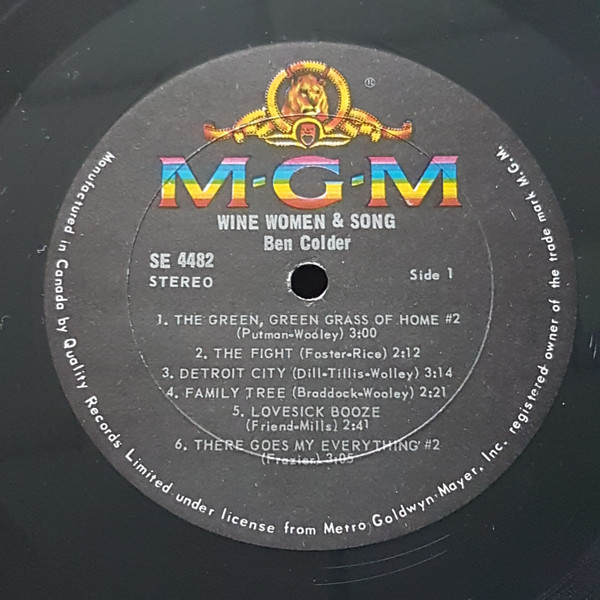 ®
M-G-M
WINE WOMEN & SONG
Ben Colder
SE 4482
STEREO
Side 1
1. THE GREEN, GREEN GRASS OF HOME #2
(Putman-Wooley) 3:00
2. THE FIGHT (Foster-Rice) 2:12
3. DETROIT CITY (Dill-Tillis-Wolley) 3:14
4. FAMILY TREE (Braddock-Wooley) 2:21
5. LOVESICK BOOZE
(Friend-Mills) 2:41
6. THERE GOES MY EVERYTHING #2
(Frazier) 3:05
Manufactured in Canada by Quality Records Limited under license from Metro Goldwyn-Mayer, Inc. registered owner of the trade mark M.G.M.